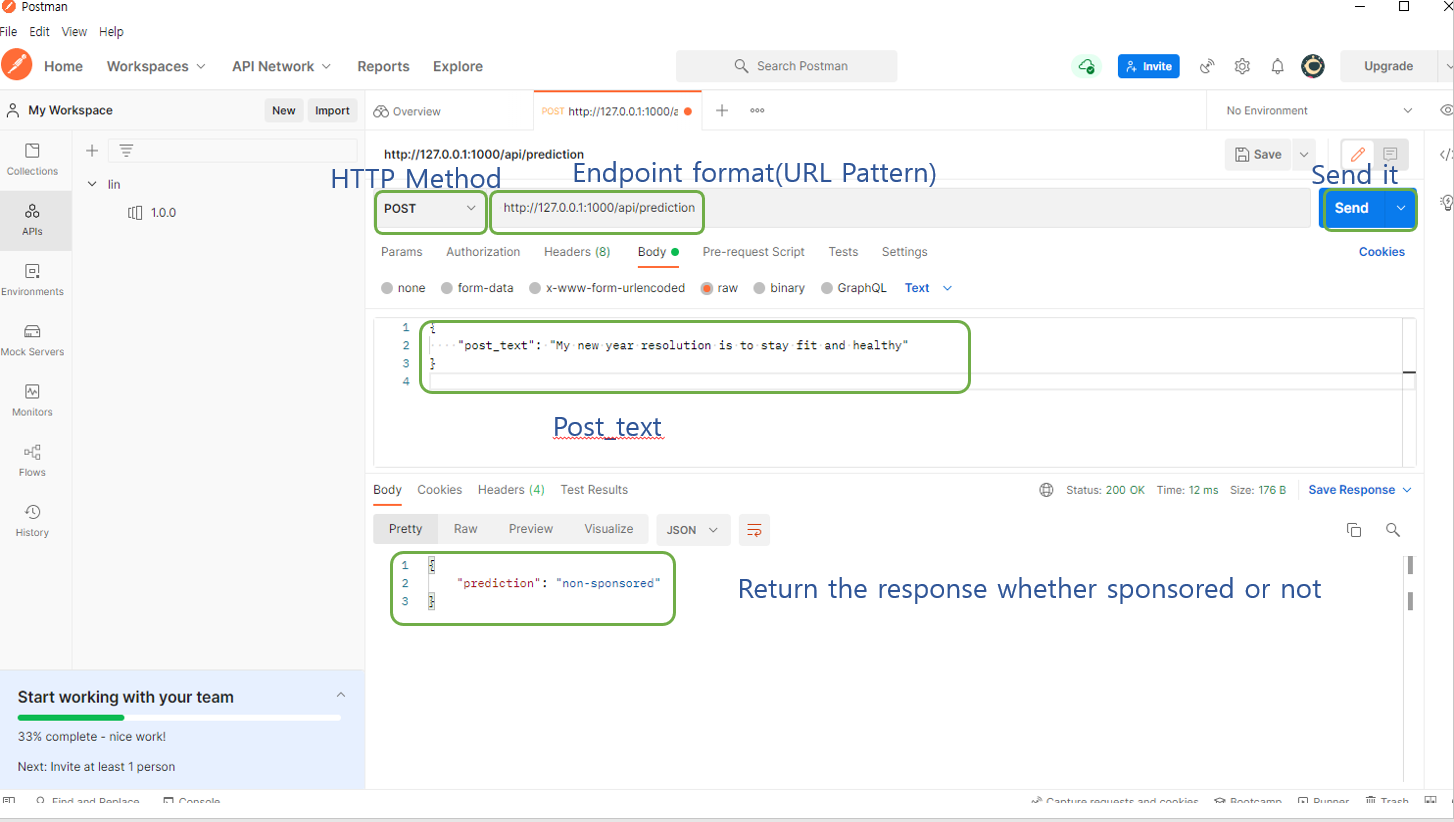 Postman
File Edit View Help
Home Workspaces API Network Reports Explore Search Postman Invite Upgrade
My Workspace New Import Overview POST http://127.0.0.1:1000/a No Environment
http://127.0.0.1:1000/api/prediction Save
HTTP Method Endpoint format(URL Pattern) Send it
POST http://127.0.0.1:1000/api/prediction Send
Params Authorization Headers (8) Body Pre-request Script Tests Settings Cookies
none form-data x-www-form-urlencoded raw binary GraphQL Text
Collections
lin
1.0.0
APIs
Environments
Mock Servers
Monitors
Flows
History
1 {
2 "post_text": "My new year resolution is to stay fit and healthy"
3 }
4
Post_text
Body Cookies Headers (4) Test Results Status: 200 OK Time: 12 ms Size: 176 B Save Response
Pretty Raw Preview Visualize JSON
1 {
2 "prediction": "non-sponsored"
3 }
Return the response whether sponsored or not
Start working with your team
33% complete - nice work!
Next: Invite at least 1 person
Find and Replace Console Capture requests and cookies Bootcamp Runner Trash